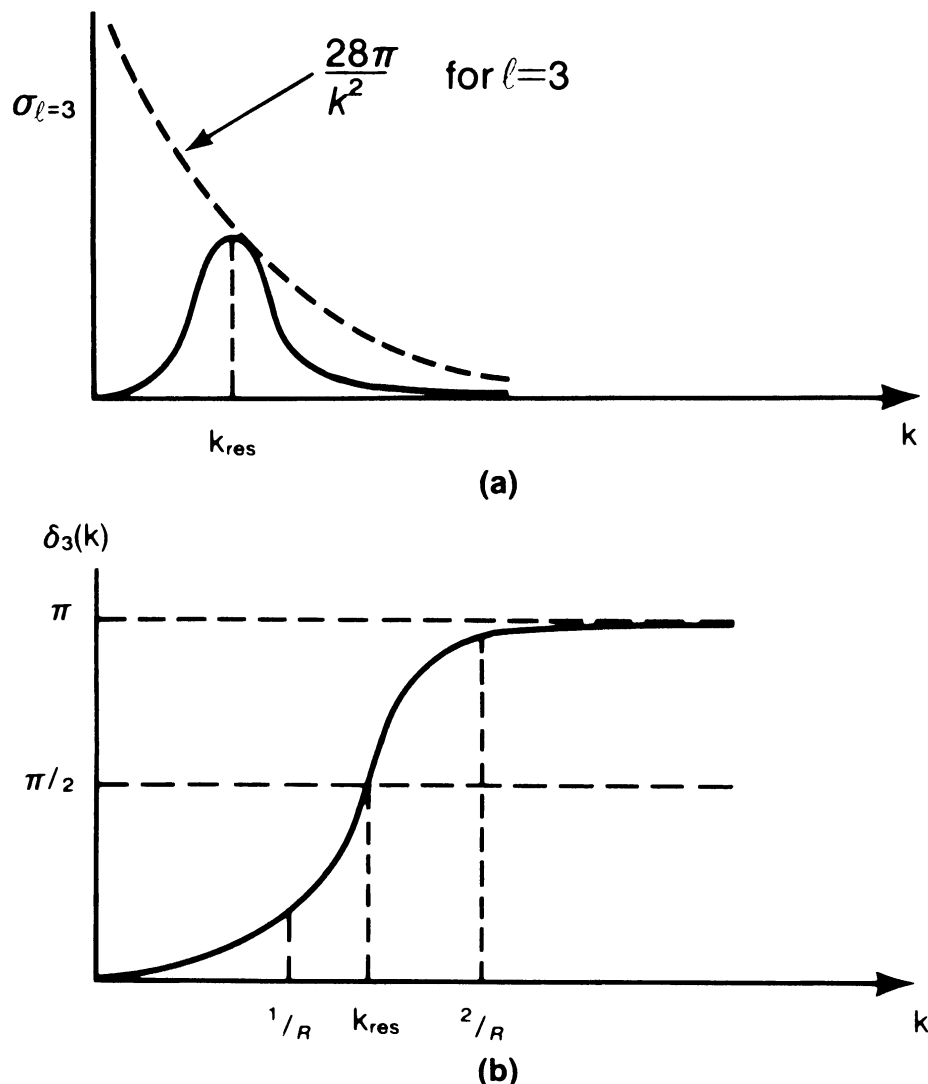 28π/k² for ℓ=3
σℓ=3
kres
k
(a)
δ₃(k)
π
π/2
1/R kres 2/R k
(b)